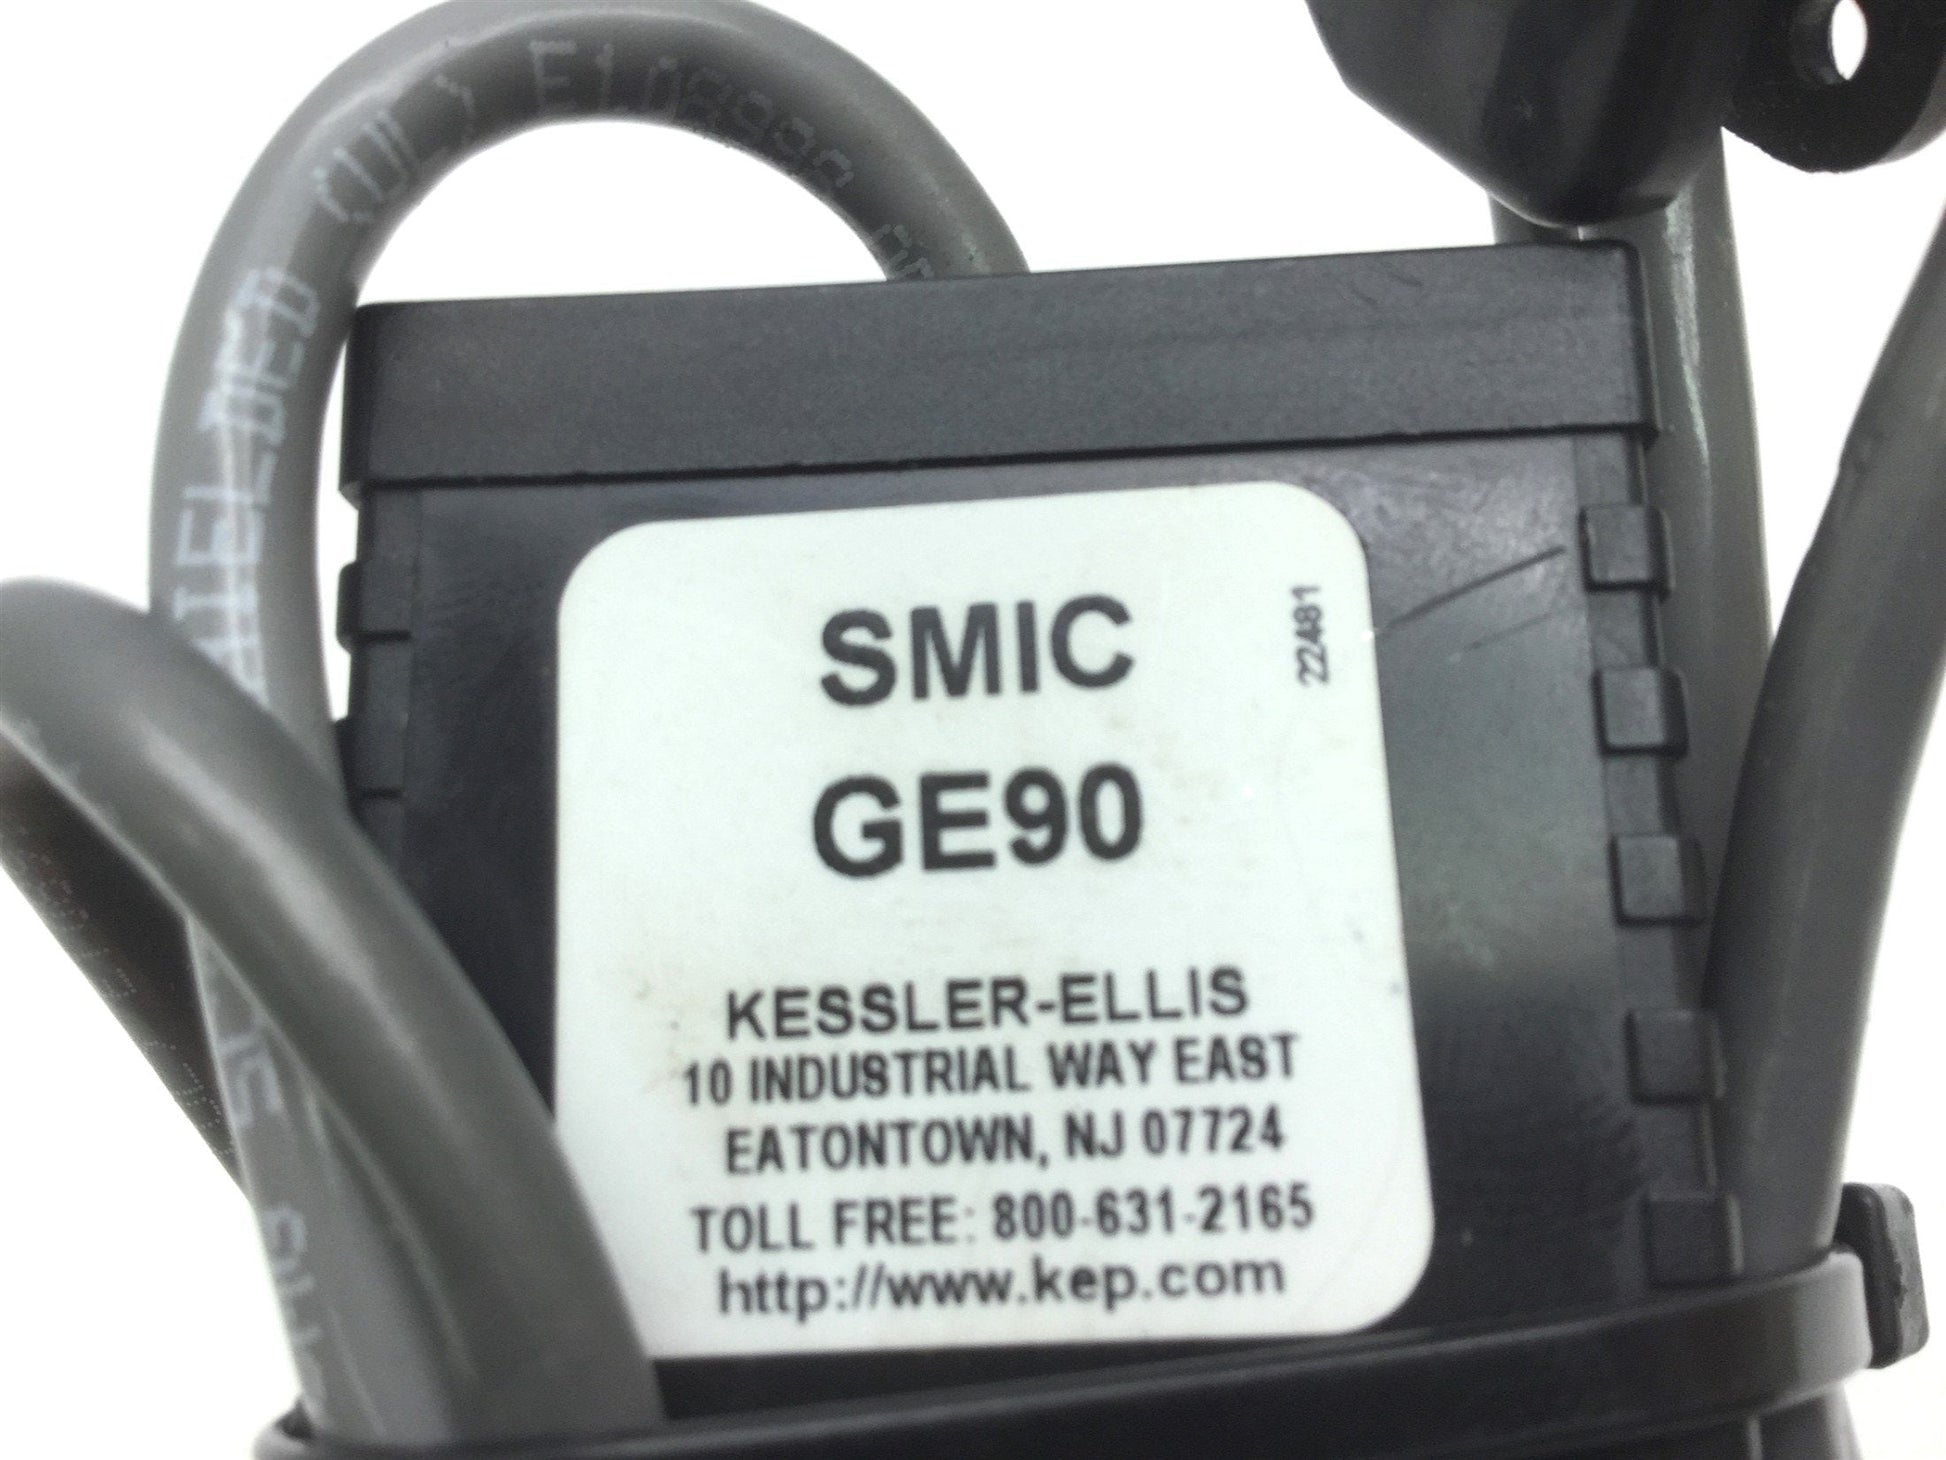 SMIC
GE90
22481
KESSLER-ELLIS
10 INDUSTRIAL WAY EAST
EATONTOWN, NJ 07724
TOLL FREE: 800-631-2165
http://www.kep.com
(UL)